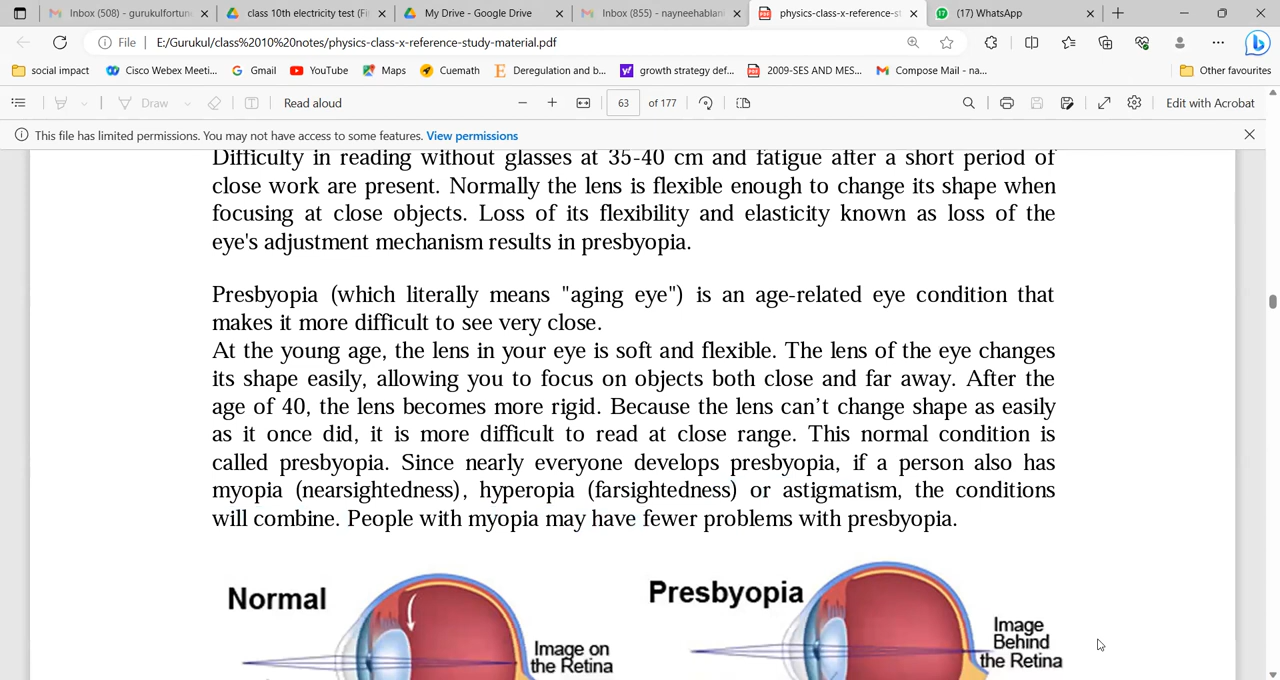 Inbox (508) - gurukulfortun
class 10th electricity test (Fi
My Drive - Google Drive
Inbox (855) - nayneehablani
physics-class-x-reference-st
(17) WhatsApp
File
E:/Gurukul/class%2010%20notes/physics-class-x-reference-study-material.pdf
social impact
Cisco Webex Meeti...
Gmail
YouTube
Maps
Cuemath
Deregulation and b...
growth strategy def...
2009-SES AND MES...
Compose Mail - na...
Other favourites
Draw
Read aloud
63 of 177
Edit with Acrobat
This file has limited permissions. You may not have access to some features. View permissions
Difficulty in reading without glasses at 35-40 cm and fatigue after a short period of
close work are present. Normally the lens is flexible enough to change its shape when
focusing at close objects. Loss of its flexibility and elasticity known as loss of the
eye's adjustment mechanism results in presbyopia.
Presbyopia (which literally means "aging eye") is an age-related eye condition that
makes it more difficult to see very close.
At the young age, the lens in your eye is soft and flexible. The lens of the eye changes
its shape easily, allowing you to focus on objects both close and far away. After the
age of 40, the lens becomes more rigid. Because the lens can’t change shape as easily
as it once did, it is more difficult to read at close range. This normal condition is
called presbyopia. Since nearly everyone develops presbyopia, if a person also has
myopia (nearsightedness), hyperopia (farsightedness) or astigmatism, the conditions
will combine. People with myopia may have fewer problems with presbyopia.
Normal
Image on
the Retina
Presbyopia
Image
Behind
the Retina